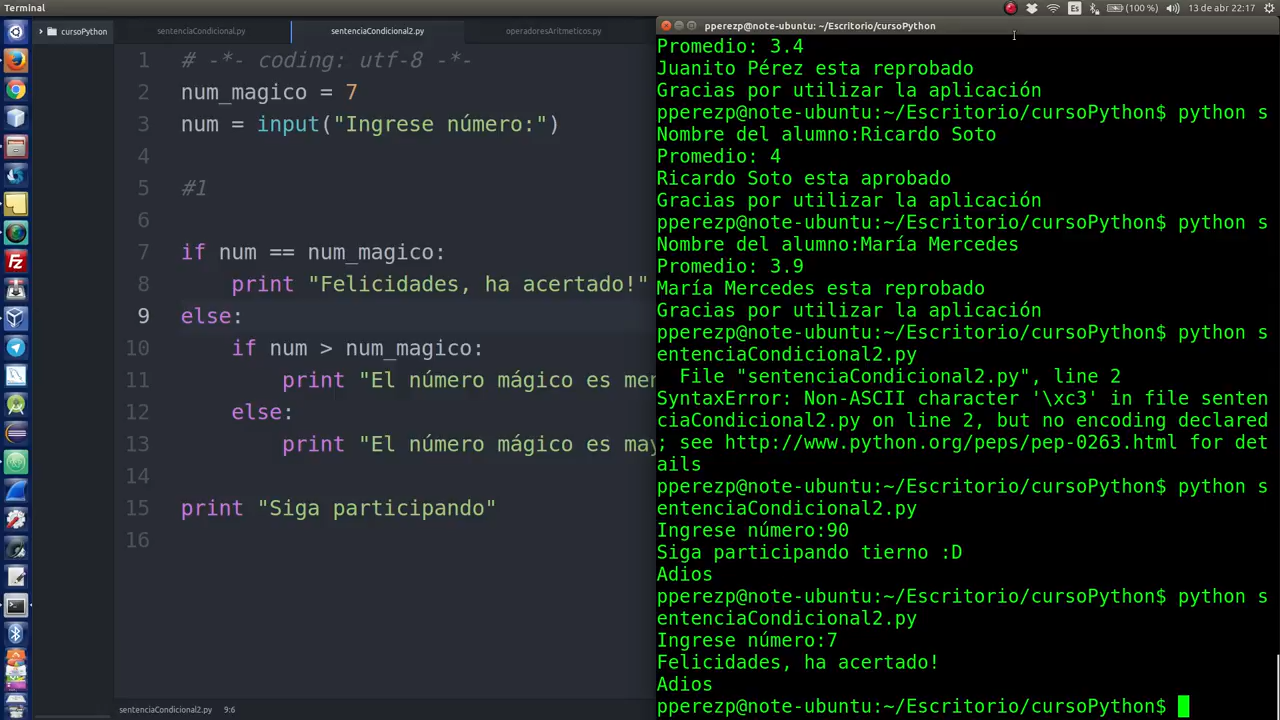 Terminal
Es
(100 %)
13 de abr 22:17
cursoPython
sentenciaCondicional.py
sentenciaCondicional2.py
operadoresAritmeticos.py
1 # -*- coding: utf-8 -*-
2 num_magico = 7
3 num = input("Ingrese número:")
4
5 #1
6
7 if num == num_magico:
8 print "Felicidades, ha acertado!"
9 else:
10 if num > num_magico:
11 print "El número mágico es mer
12 else:
13 print "El número mágico es may
14
15 print "Siga participando"
16
sentenciaCondicional2.py 9:6
pperezp@note-ubuntu: ~/Escritorio/cursoPython
Promedio: 3.4
Juanito Pérez esta reprobado
Gracias por utilizar la aplicación
pperezp@note-ubuntu:~/Escritorio/cursoPython$ python s
Nombre del alumno:Ricardo Soto
Promedio: 4
Ricardo Soto esta aprobado
Gracias por utilizar la aplicación
pperezp@note-ubuntu:~/Escritorio/cursoPython$ python s
Nombre del alumno:María Mercedes
Promedio: 3.9
María Mercedes esta reprobado
Gracias por utilizar la aplicación
pperezp@note-ubuntu:~/Escritorio/cursoPython$ python s
entenciaCondicional2.py
File "sentenciaCondicional2.py", line 2
SyntaxError: Non-ASCII character '\xc3' in file senten
ciaCondicional2.py on line 2, but no encoding declared
; see http://www.python.org/peps/pep-0263.html for det
ails
pperezp@note-ubuntu:~/Escritorio/cursoPython$ python s
entenciaCondicional2.py
Ingrese número:90
Siga participando tierno :D
Adios
pperezp@note-ubuntu:~/Escritorio/cursoPython$ python s
entenciaCondicional2.py
Ingrese número:7
Felicidades, ha acertado!
Adios
pperezp@note-ubuntu:~/Escritorio/cursoPython$